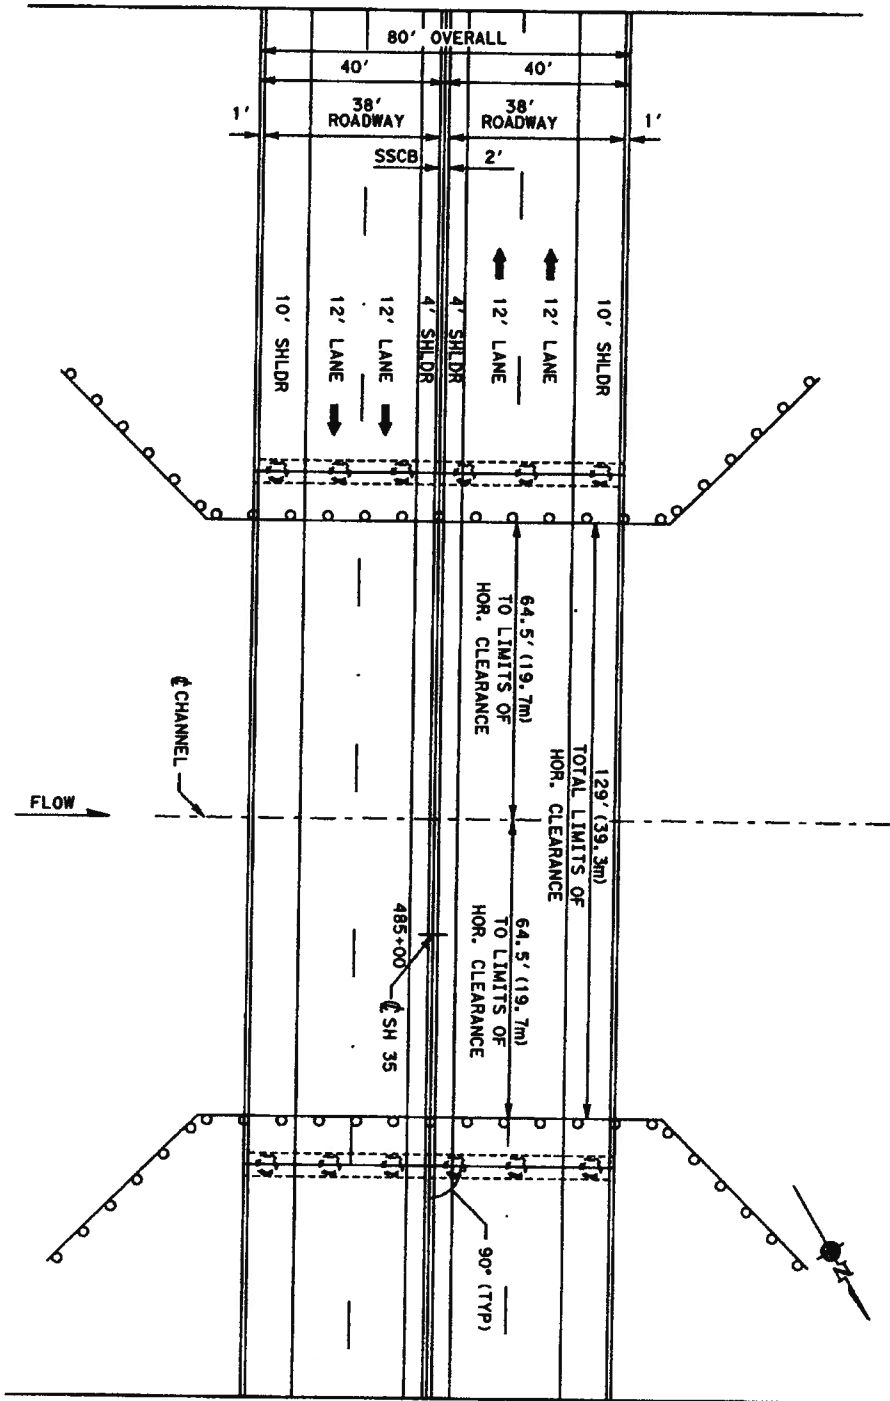 80' OVERALL
40'
40'
1'
38'
ROADWAY
38'
ROADWAY
1'
SSCB
2'
10' SHLDR
12' LANE
12' LANE
4' SHLDR
4' SHLDR
12' LANE
12' LANE
10' SHLDR
64.5' (19.7m)
TO LIMITS OF
HOR. CLEARANCE
129' (39.3m)
TOTAL LIMITS OF
HOR. CLEARANCE
℄ CHANNEL
FLOW
64.5' (19.7m)
TO LIMITS OF
HOR. CLEARANCE
485+00
℄ SH 35
90° (TYP)
N